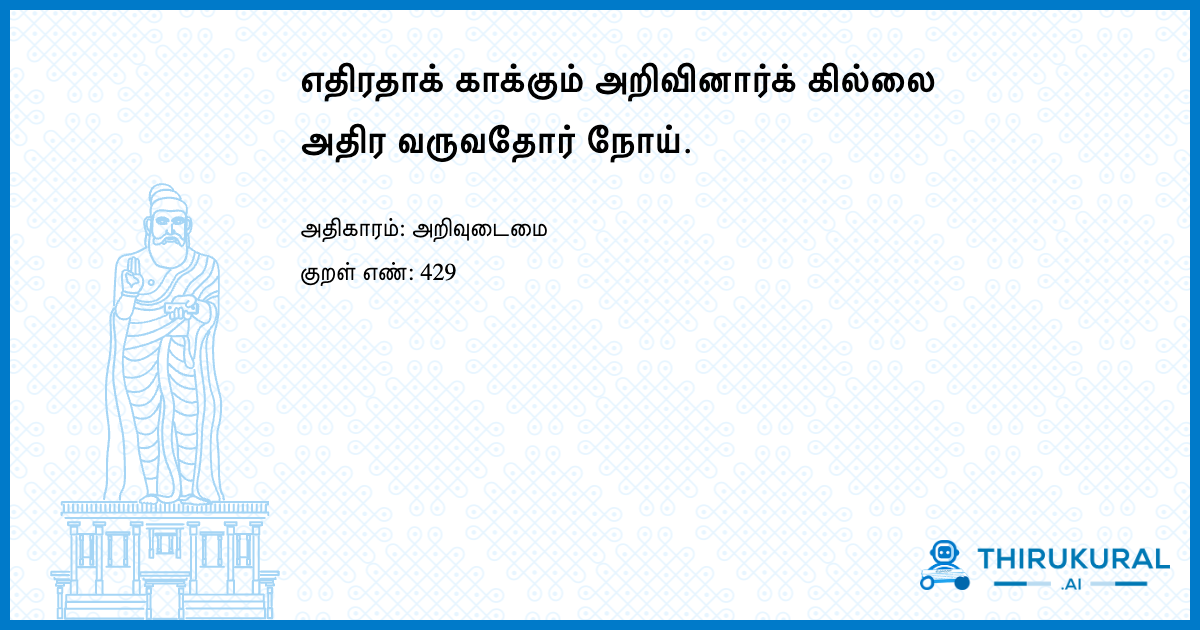 எதிரதாக் காக்கும் அறிவினார்க் கில்லை
அதிர வருவதோர் நோய்.
அதிகாரம்: அறிவுடைமை
குறள் எண்: 429
THIRUKURAL
.AI